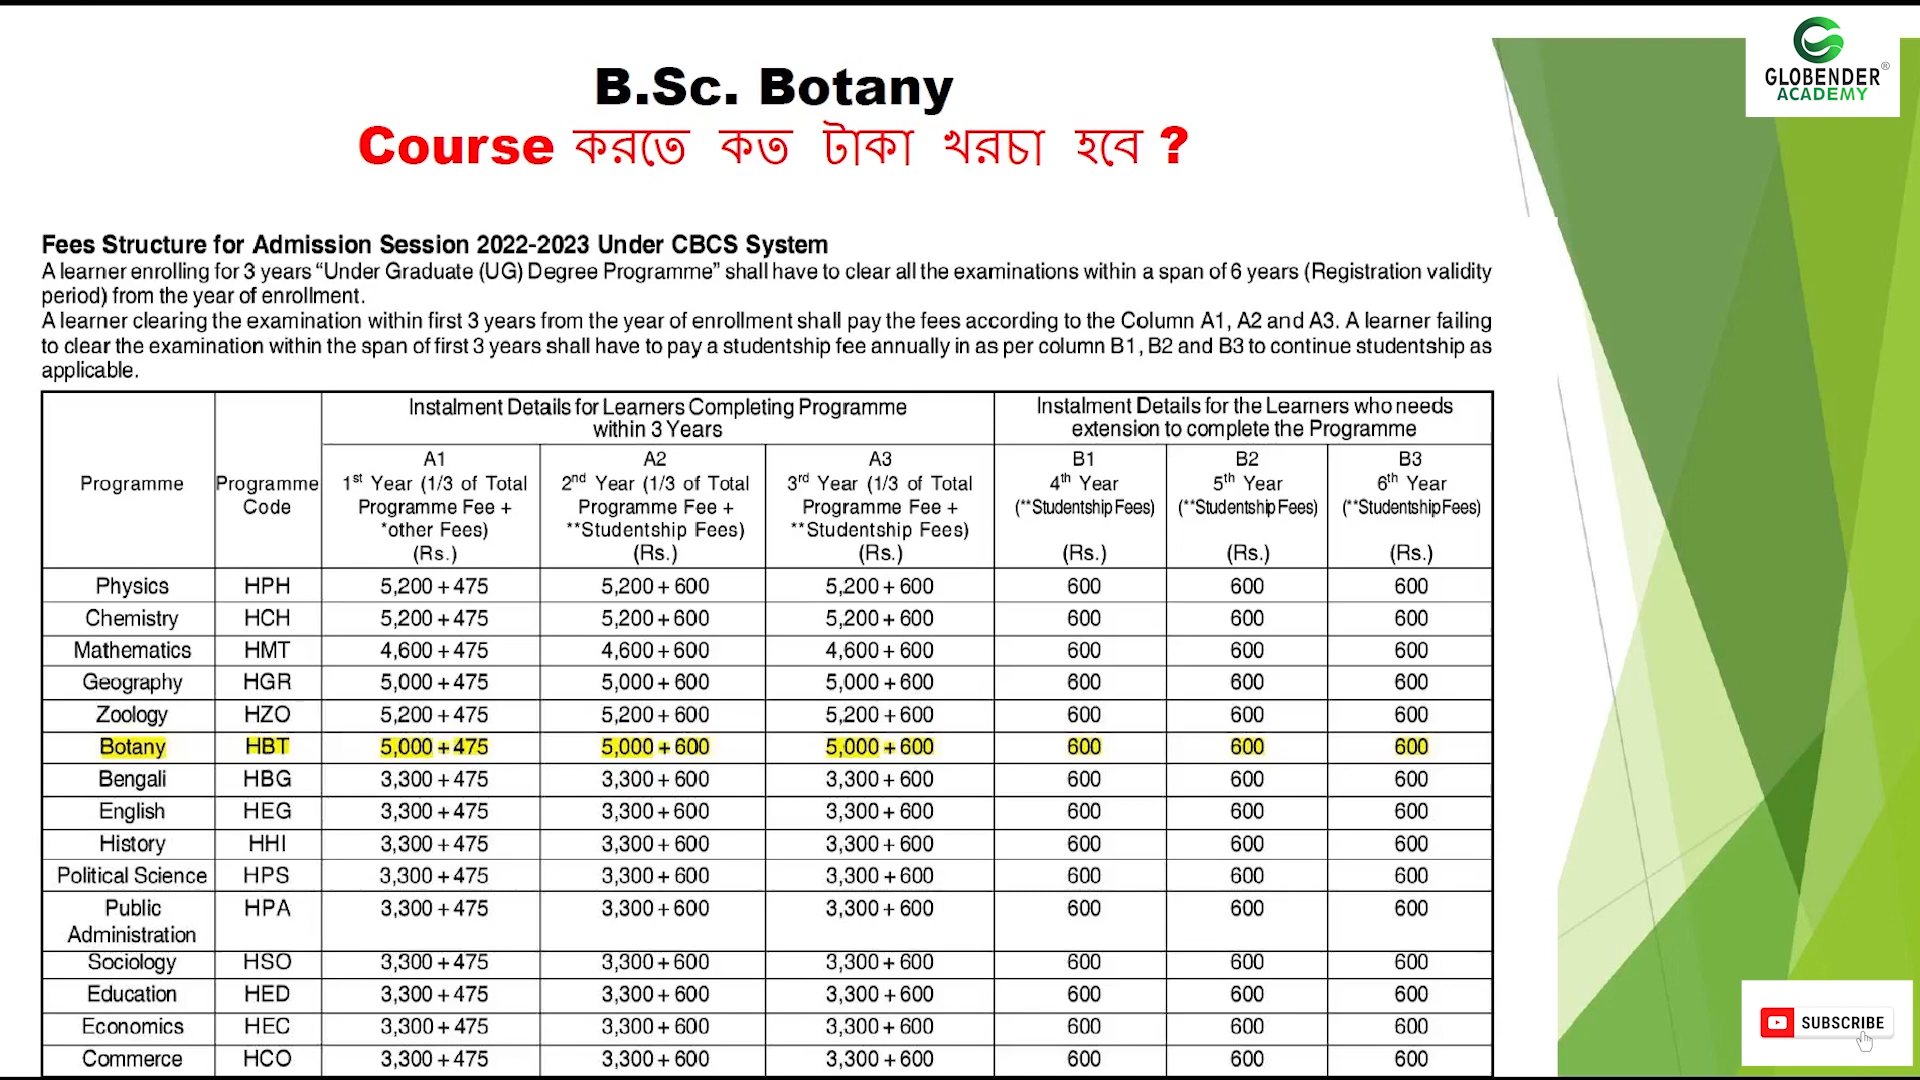 GLOBENDER®
ACADEMY
B.Sc. Botany
Course করতে কত টাকা খরচা হবে ?
Fees Structure for Admission Session 2022-2023 Under CBCS System
A learner enrolling for 3 years “Under Graduate (UG) Degree Programme” shall have to clear all the examinations within a span of 6 years (Registration validity
period) from the year of enrollment.
A learner clearing the examination within first 3 years from the year of enrollment shall pay the fees according to the Column A1, A2 and A3. A learner failing
to clear the examination within the span of first 3 years shall have to pay a studentship fee annually in as per column B1, B2 and B3 to continue studentship as
applicable.
Programme | Programme Code | Instalment Details for Learners Completing Programme within 3 Years | Instalment Details for the Learners who needs extension to complete the Programme
A1 1st Year (1/3 of Total Programme Fee + *other Fees) (Rs.) | A2 2nd Year (1/3 of Total Programme Fee + **Studentship Fees) (Rs.) | A3 3rd Year (1/3 of Total Programme Fee + **Studentship Fees) (Rs.) | B1 4th Year (**Studentship Fees) (Rs.) | B2 5th Year (**Studentship Fees) (Rs.) | B3 6th Year (**Studentship Fees) (Rs.)
Physics HPH 5,200 + 475 5,200 + 600 5,200 + 600 600 600 600
Chemistry HCH 5,200 + 475 5,200 + 600 5,200 + 600 600 600 600
Mathematics HMT 4,600 + 475 4,600 + 600 4,600 + 600 600 600 600
Geography HGR 5,000 + 475 5,000 + 600 5,000 + 600 600 600 600
Zoology HZO 5,200 + 475 5,200 + 600 5,200 + 600 600 600 600
Botany HBT 5,000 + 475 5,000 + 600 5,000 + 600 600 600 600
Bengali HBG 3,300 + 475 3,300 + 600 3,300 + 600 600 600 600
English HEG 3,300 + 475 3,300 + 600 3,300 + 600 600 600 600
History HHI 3,300 + 475 3,300 + 600 3,300 + 600 600 600 600
Political Science HPS 3,300 + 475 3,300 + 600 3,300 + 600 600 600 600
Public Administration HPA 3,300 + 475 3,300 + 600 3,300 + 600 600 600 600
Sociology HSO 3,300 + 475 3,300 + 600 3,300 + 600 600 600 600
Education HED 3,300 + 475 3,300 + 600 3,300 + 600 600 600 600
Economics HEC 3,300 + 475 3,300 + 600 3,300 + 600 600 600 600
Commerce HCO 3,300 + 475 3,300 + 600 3,300 + 600 600 600 600
SUBSCRIBE